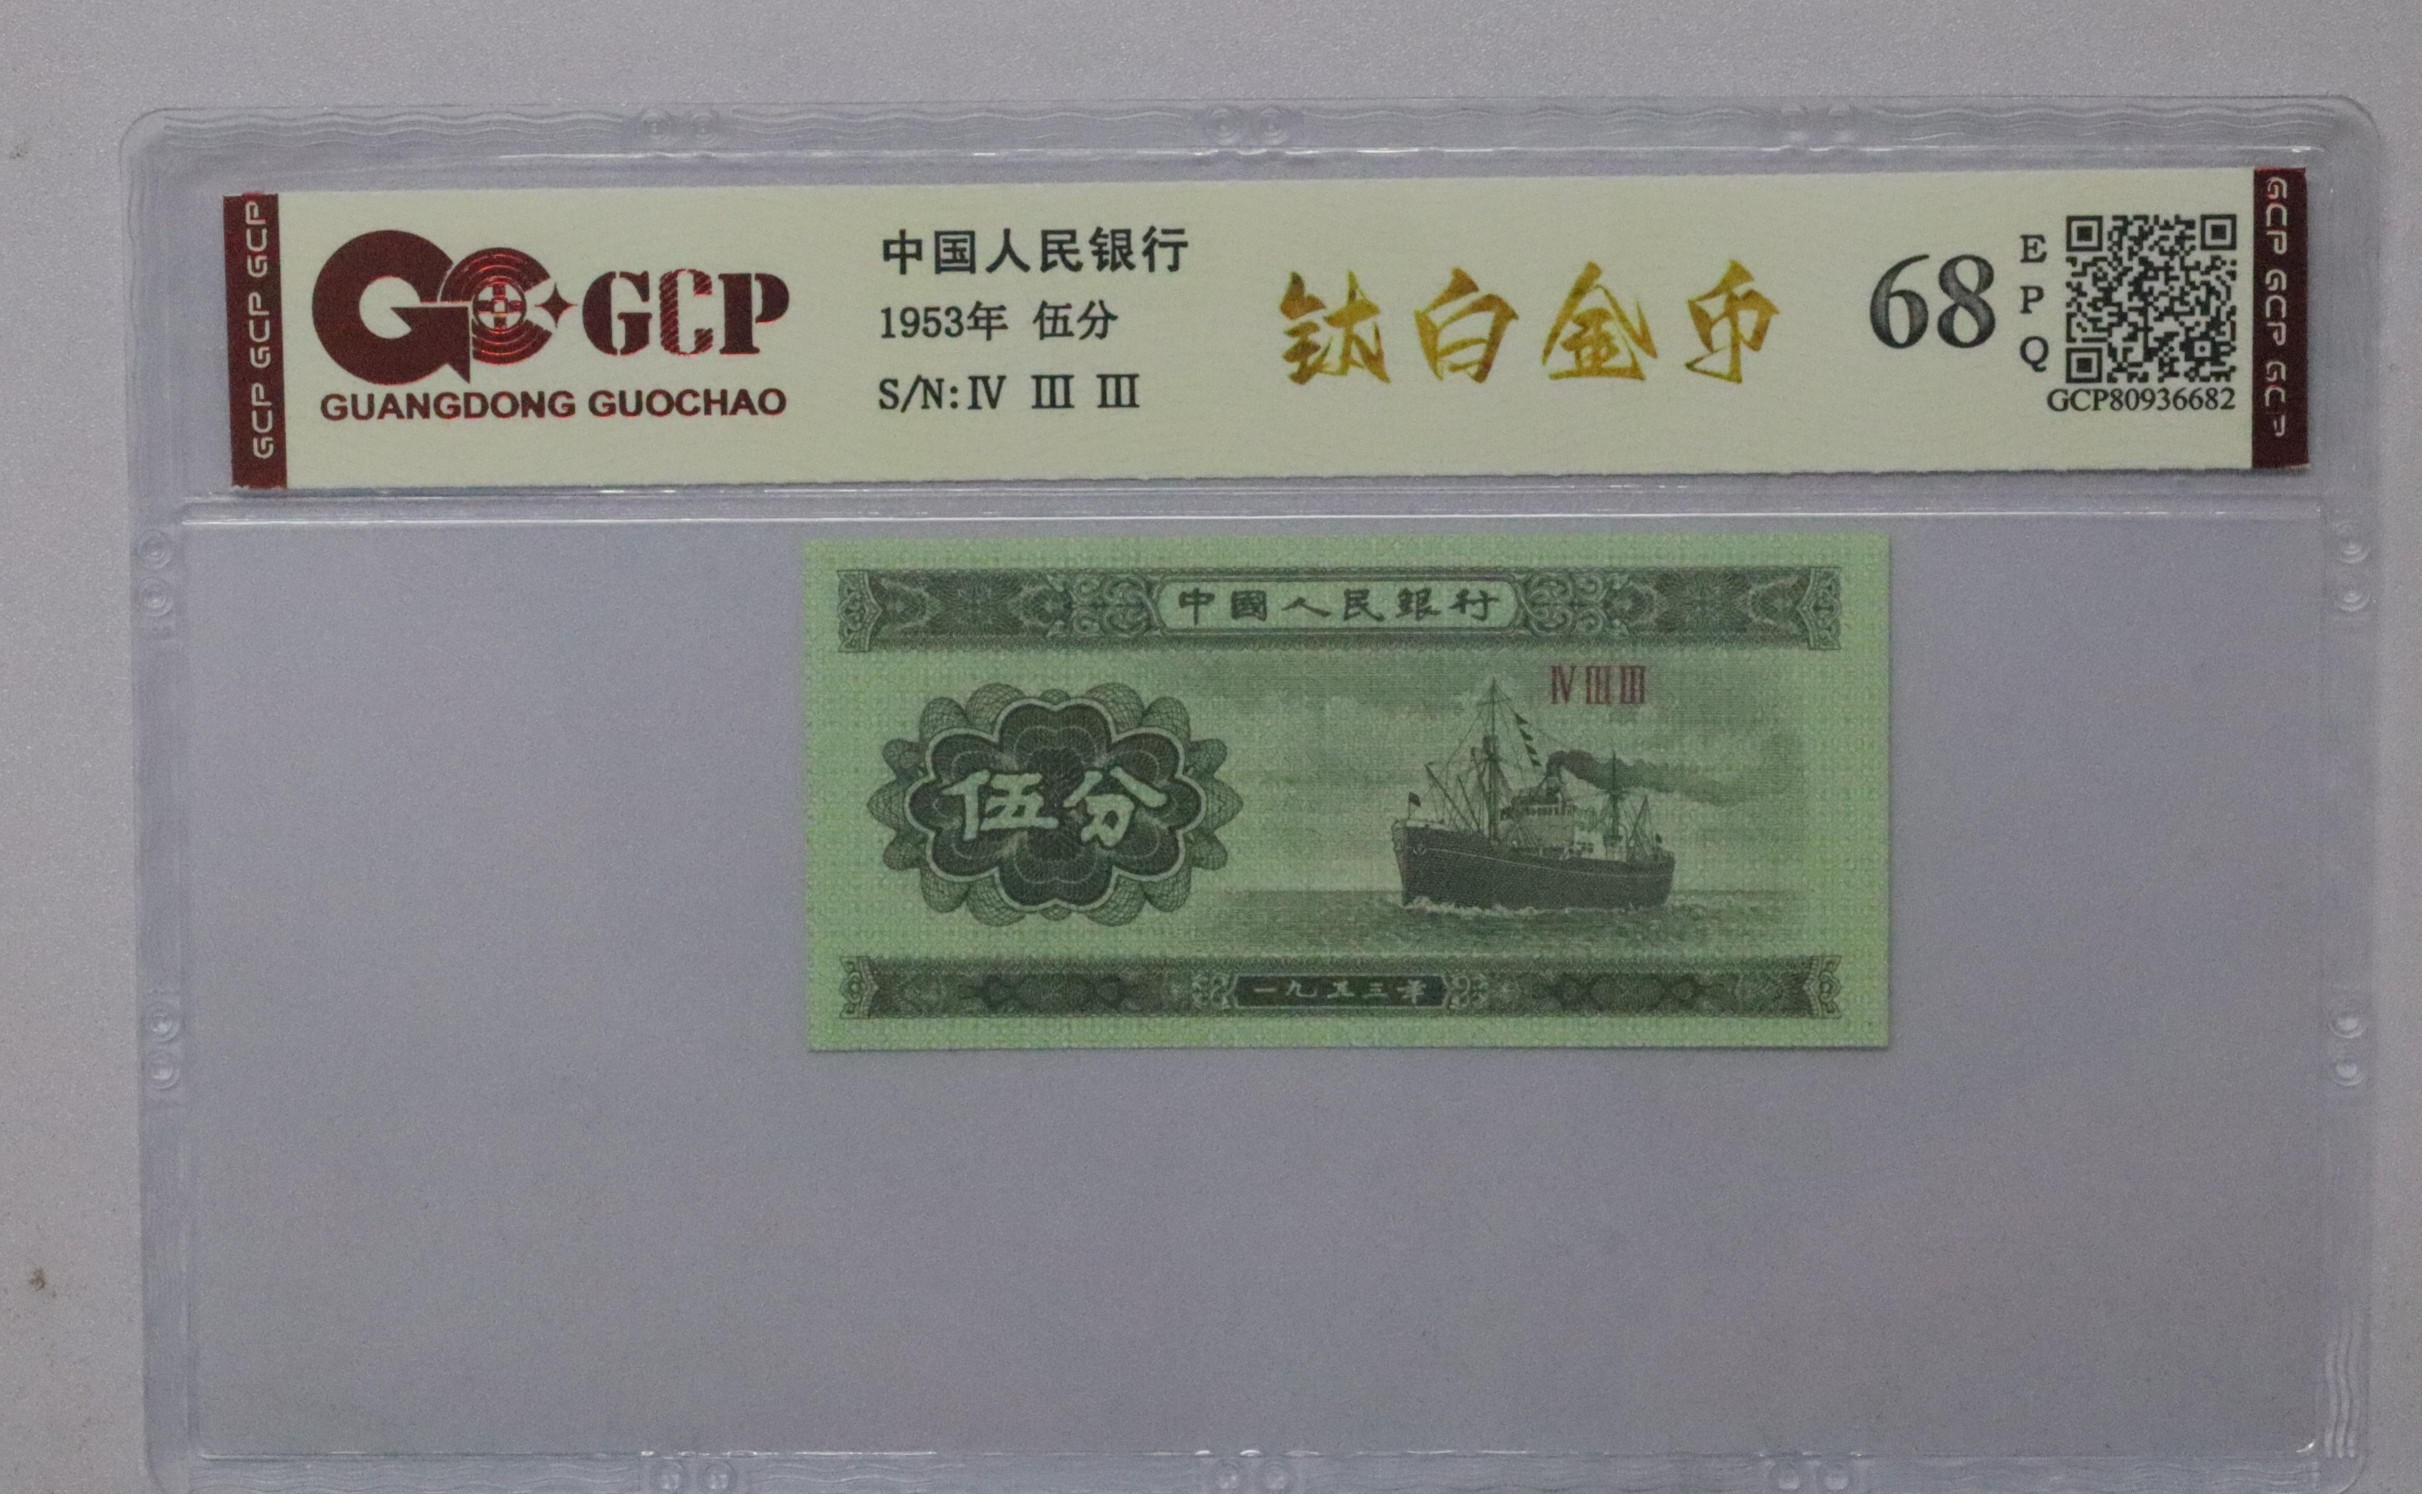 GCP GCP GCP
GCP
GUANGDONG GUOCHAO
中国人民银行
1953年 伍分
S/N: Ⅳ Ⅲ Ⅲ
钛白金币
68
E
P
Q
GCP80936682
GCP GCP GCP
中國人民銀行
Ⅳ Ⅲ Ⅲ
伍分
一九五三年